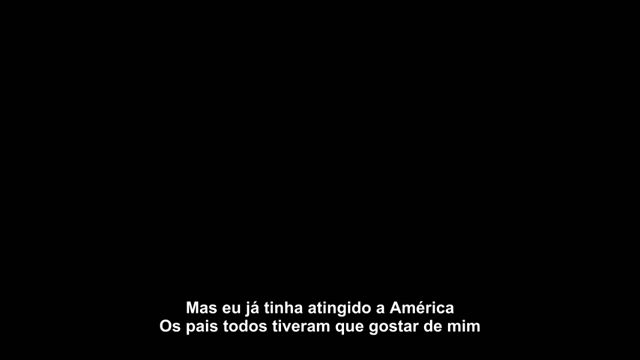 Mas eu já tinha atingido a América
Os pais todos tiveram que gostar de mim